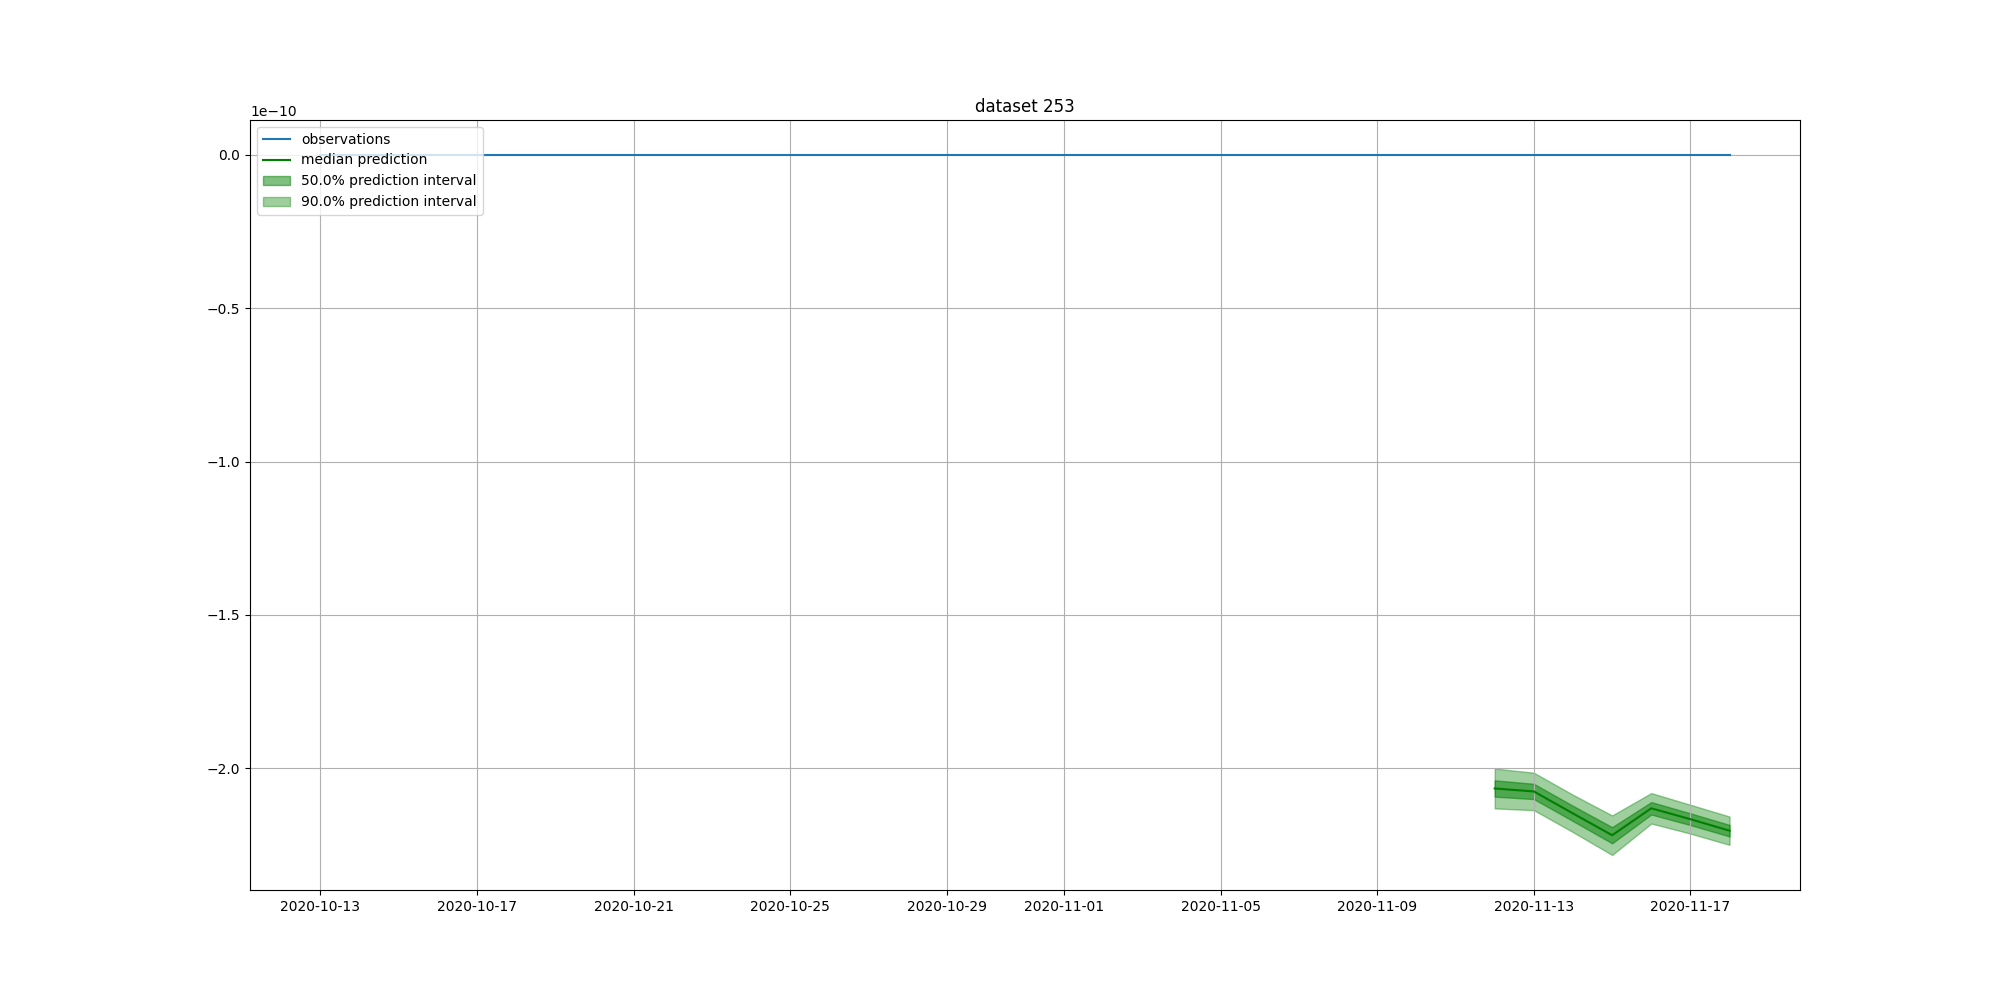 dataset 253
1e−10
observations
median prediction
50.0% prediction interval
90.0% prediction interval
0.0
−0.5
−1.0
−1.5
−2.0
2020-10-13 2020-10-17 2020-10-21 2020-10-25 2020-10-29 2020-11-01 2020-11-05 2020-11-09 2020-11-13 2020-11-17